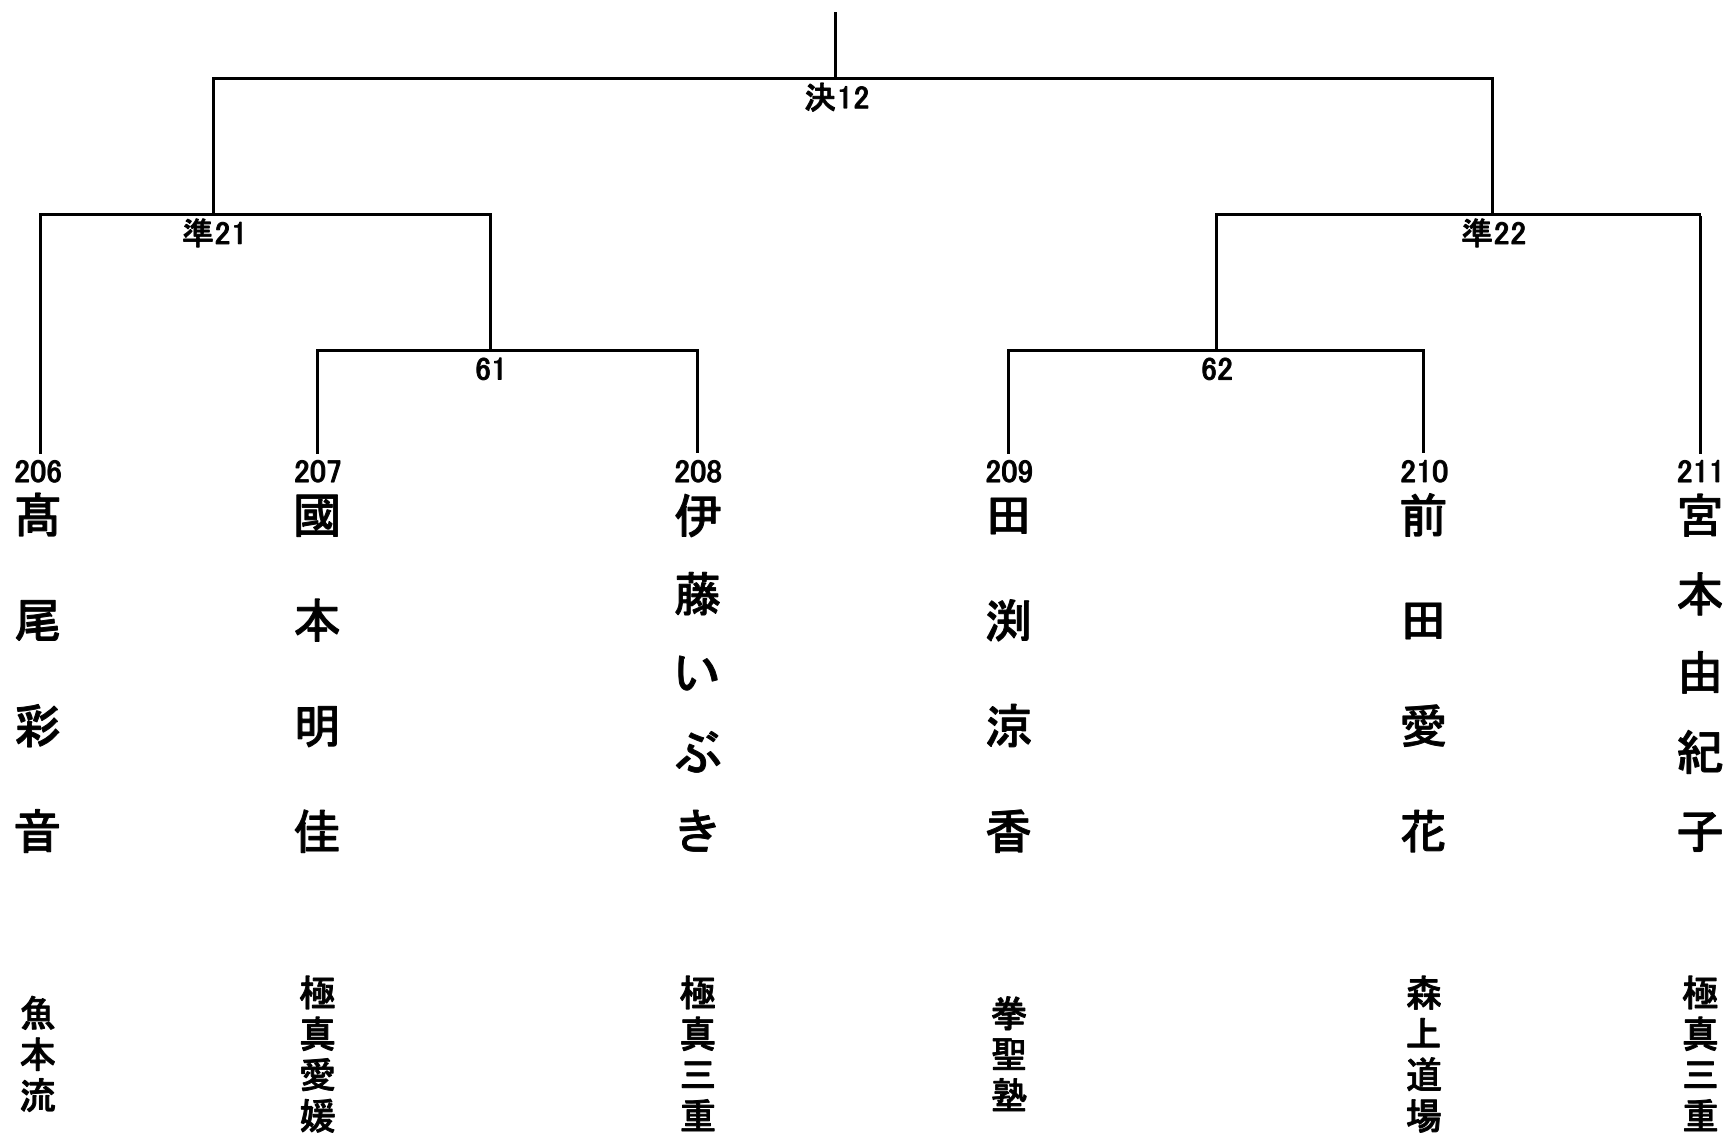 決12
準21
準22
61
62
206
髙尾彩音
魚本流
207
國本明佳
極真愛媛
208
伊藤いぶき
極真三重
209
田渕涼香
拳聖塾
210
前田愛花
森上道場
211
宮本由紀子
極真三重